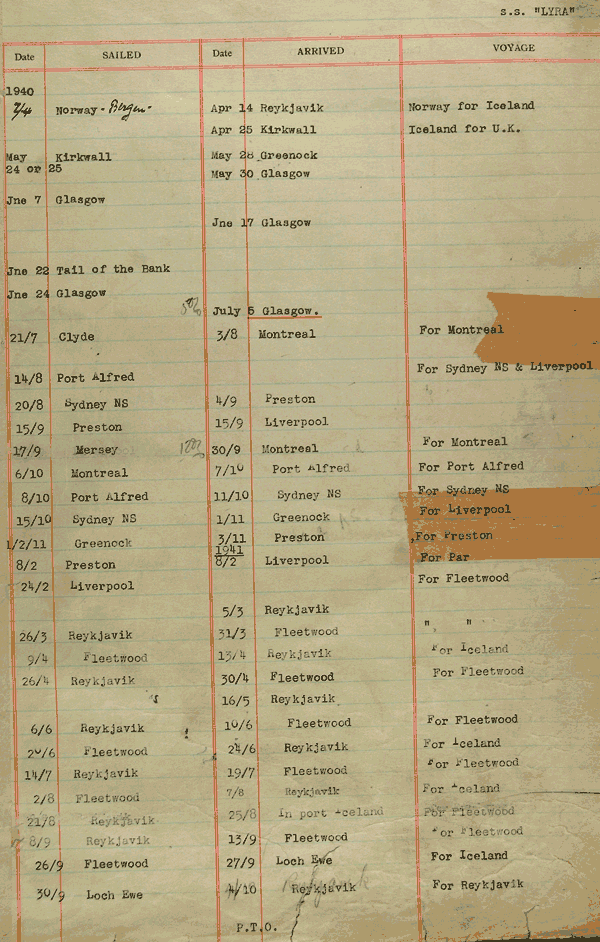 S.S. "LYRA"
Date SAILED Date ARRIVED VOYAGE
1940
7/4 Norway - Bergen - Apr 14 Reykjavik Norway for Iceland
Apr 25 Kirkwall Iceland for U.K.
May 24 or 25 Kirkwall May 28 Greenock
May 30 Glasgow
Jne 7 Glasgow
Jne 17 Glasgow
Jne 22 Tail of the Bank
Jne 24 Glasgow
July 5 Glasgow.
21/7 Clyde 3/8 Montreal For Montreal
For Sydney NS & Liverpool
14/8 Port Alfred
20/8 Sydney NS 4/9 Preston
15/9 Preston 15/9 Liverpool
17/9 Mersey 30/9 Montreal For Montreal
6/10 Montreal 7/10 Port Alfred For Port Alfred
8/10 Port Alfred 11/10 Sydney NS For Sydney NS
15/10 Sydney NS 1/11 Greenock For Liverpool
1/2/11 Greenock 3/11 Preston For Preston
1941
8/2 Preston 8/2 Liverpool For Par
24/2 Liverpool For Fleetwood
5/3 Reykjavik
26/3 Reykjavik 31/3 Fleetwood " "
9/4 Fleetwood 13/4 Reykjavik For Iceland
26/4 Reykjavik 30/4 Fleetwood For Fleetwood
16/5 Reykjavik
6/6 Reykjavik 10/6 Fleetwood For Fleetwood
20/6 Fleetwood 24/6 Reykjavik For Iceland
14/7 Reykjavik 19/7 Fleetwood For Fleetwood
2/8 Fleetwood 7/8 Reykjavik For Iceland
21/8 Reykjavik 25/8 In port Iceland For Fleetwood
8/9 Reykjavik 13/9 Fleetwood For Fleetwood
26/9 Fleetwood 27/9 Loch Ewe For Iceland
30/9 Loch Ewe 4/10 Reykjavik For Reykjavik
P.T.O.